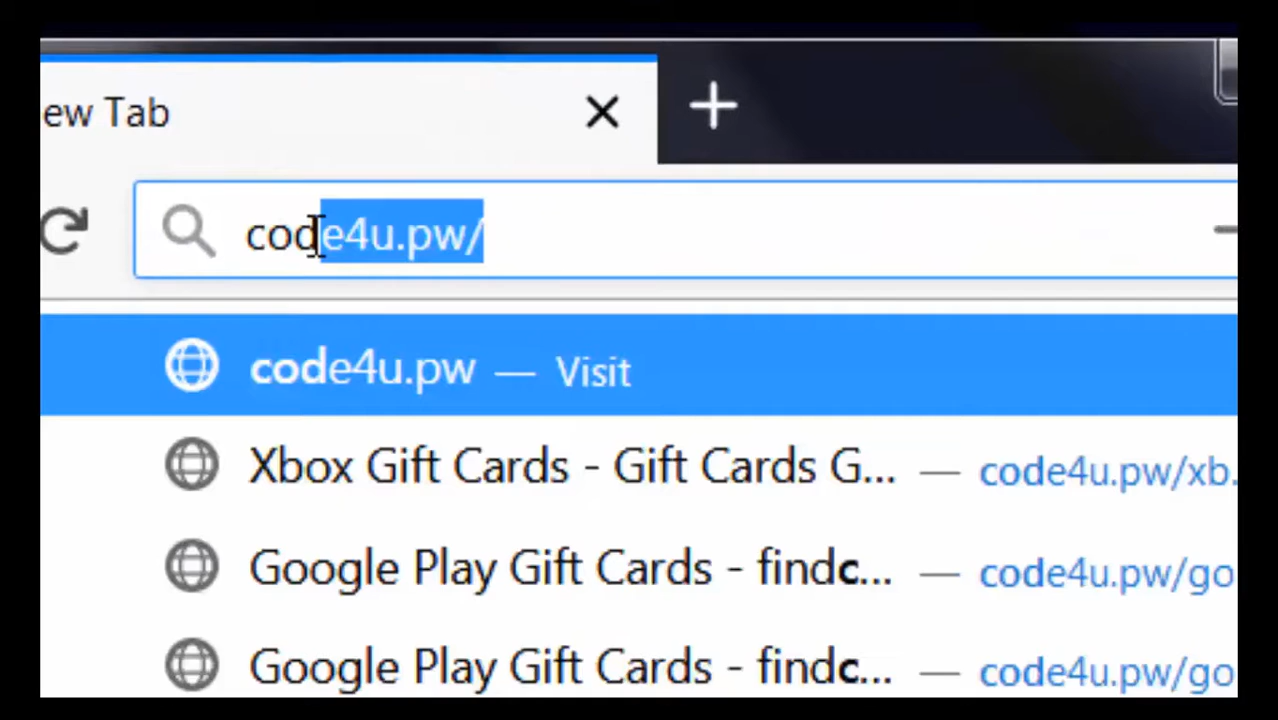 ew Tab
code4u.pw/
code4u.pw — Visit
Xbox Gift Cards - Gift Cards G... — code4u.pw/xb.
Google Play Gift Cards - findc... — code4u.pw/go
Google Play Gift Cards - findc... — code4u.pw/go